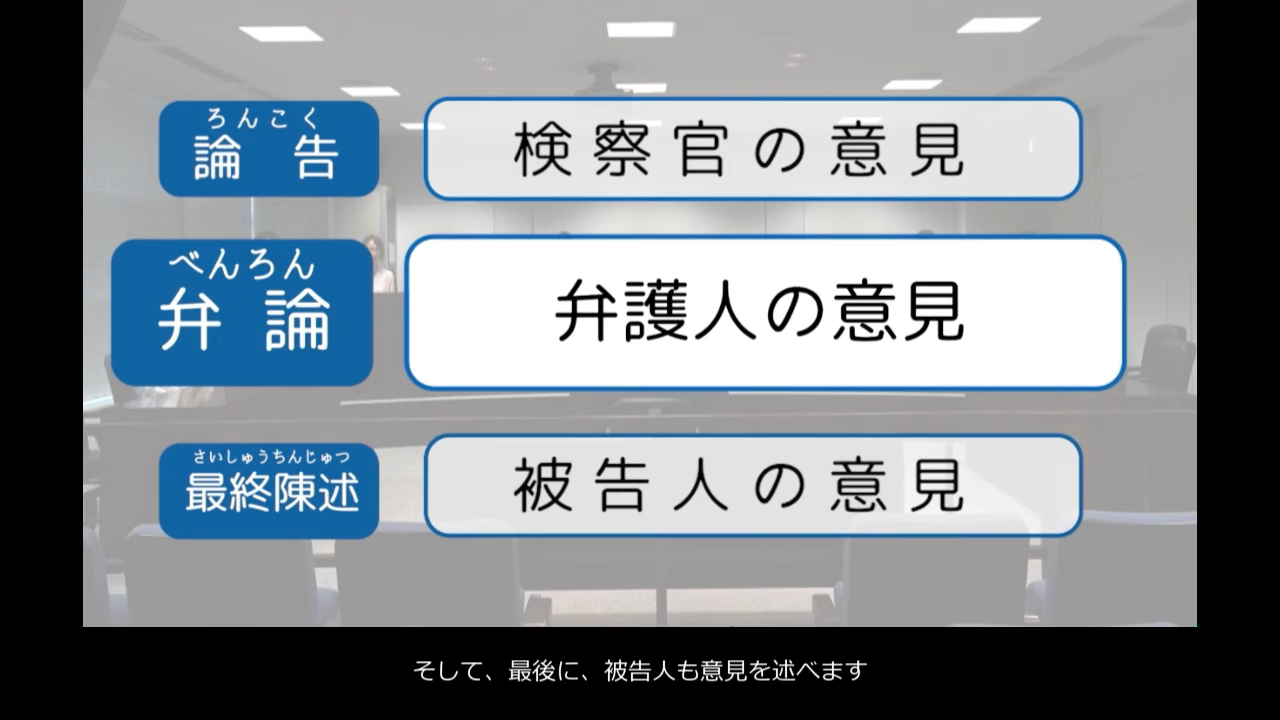 ろんこく
論告
検察官の意見
べんろん
弁論
弁護人の意見
さいしゅうちんじゅつ
最終陳述
被告人の意見
そして、最後に、被告人も意見を述べます